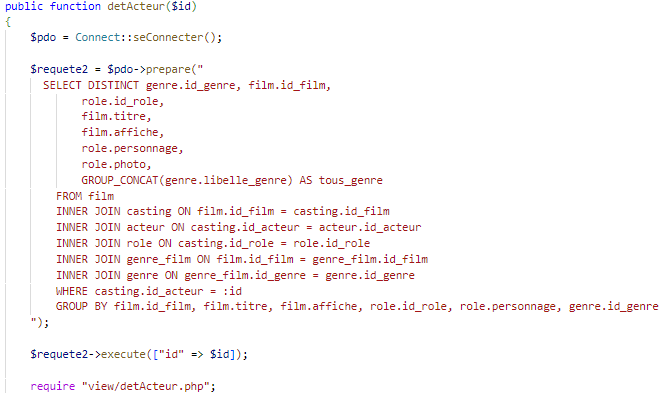 public function detActeur($id)
{
$pdo = Connect::seConnecter();
$requete2 = $pdo->prepare("
SELECT DISTINCT genre.id_genre, film.id_film,
role.id_role,
film.titre,
film.affiche,
role.personnage,
role.photo,
GROUP_CONCAT(genre.libelle_genre) AS tous_genre
FROM film
INNER JOIN casting ON film.id_film = casting.id_film
INNER JOIN acteur ON casting.id_acteur = acteur.id_acteur
INNER JOIN role ON casting.id_role = role.id_role
INNER JOIN genre_film ON film.id_film = genre_film.id_film
INNER JOIN genre ON genre_film.id_genre = genre.id_genre
WHERE casting.id_acteur = :id
GROUP BY film.id_film, film.titre, film.affiche, role.id_role, role.personnage, genre.id_genre
");
$requete2->execute(["id" => $id]);
require "view/detActeur.php";